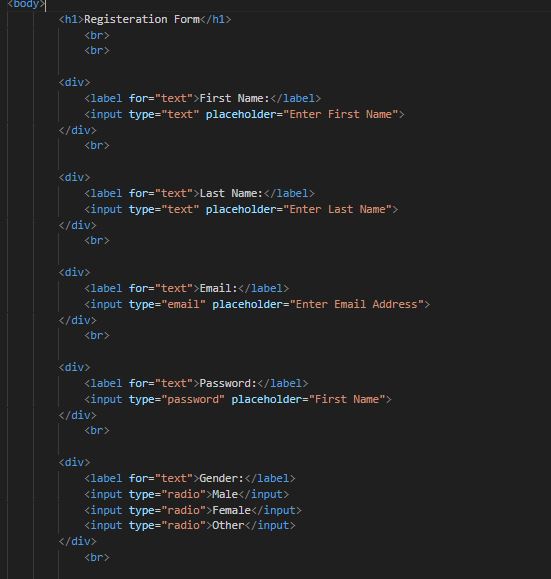 <body>
<h1>Registeration Form</h1>
<br>
<br>
<div>
<label for="text">First Name:</label>
<input type="text" placeholder="Enter First Name">
</div>
<br>
<div>
<label for="text">Last Name:</label>
<input type="text" placeholder="Enter Last Name">
</div>
<br>
<div>
<label for="text">Email:</label>
<input type="email" placeholder="Enter Email Address">
</div>
<br>
<div>
<label for="text">Password:</label>
<input type="password" placeholder="First Name">
</div>
<br>
<div>
<label for="text">Gender:</label>
<input type="radio">Male</input>
<input type="radio">Female</input>
<input type="radio">Other</input>
</div>
<br>